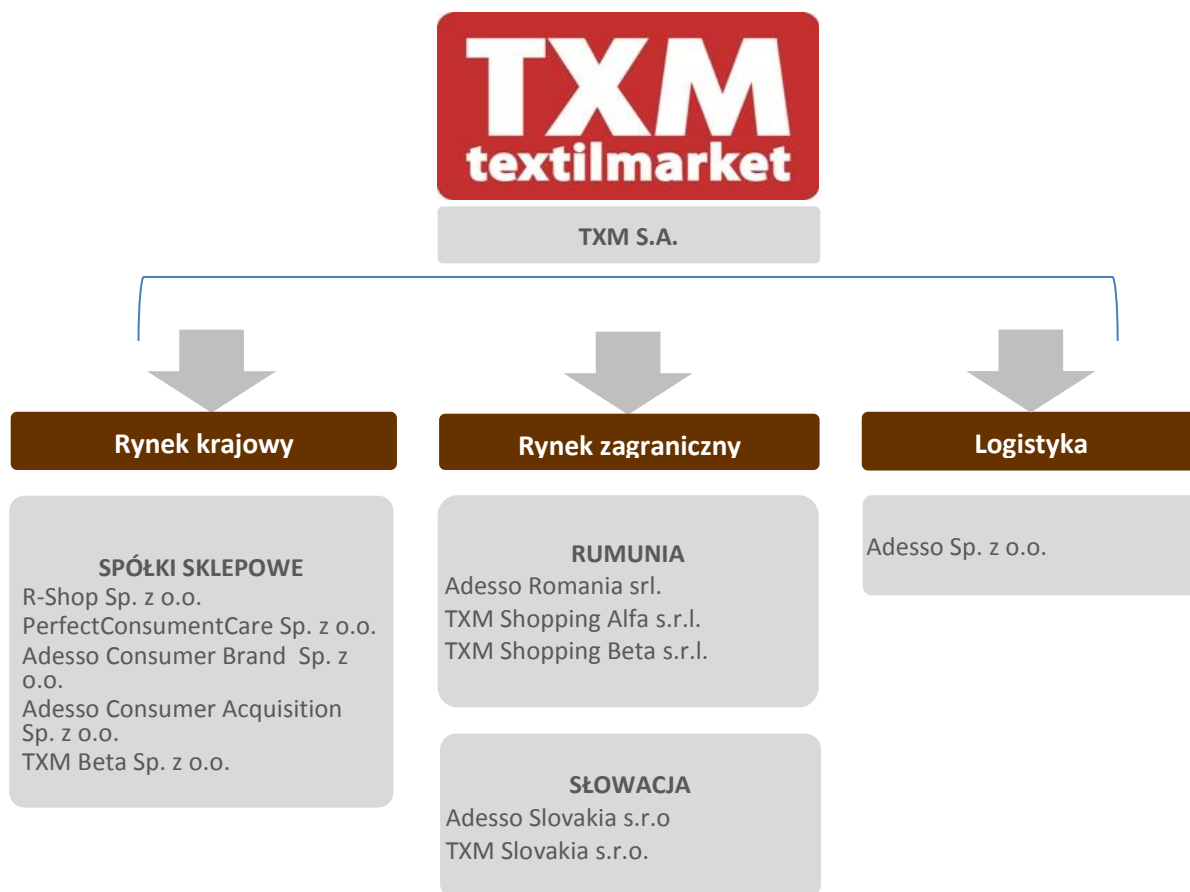 TXM
textilmarket
TXM S.A.
Rynek krajowy
SPÓŁKI SKLEPOWE
R-Shop Sp. z o.o.
PerfectConsumentCare Sp. z o.o.
Adesso Consumer Brand  Sp. z
o.o.
Adesso Consumer Acquisition
Sp. z o.o.
TXM Beta Sp. z o.o.
Rynek zagraniczny
RUMUNIA
Adesso Romania srl.
TXM Shopping Alfa s.r.l.
TXM Shopping Beta s.r.l.
SŁOWACJA
Adesso Slovakia s.r.o
TXM Slovakia s.r.o.
Logistyka
Adesso Sp. z o.o.